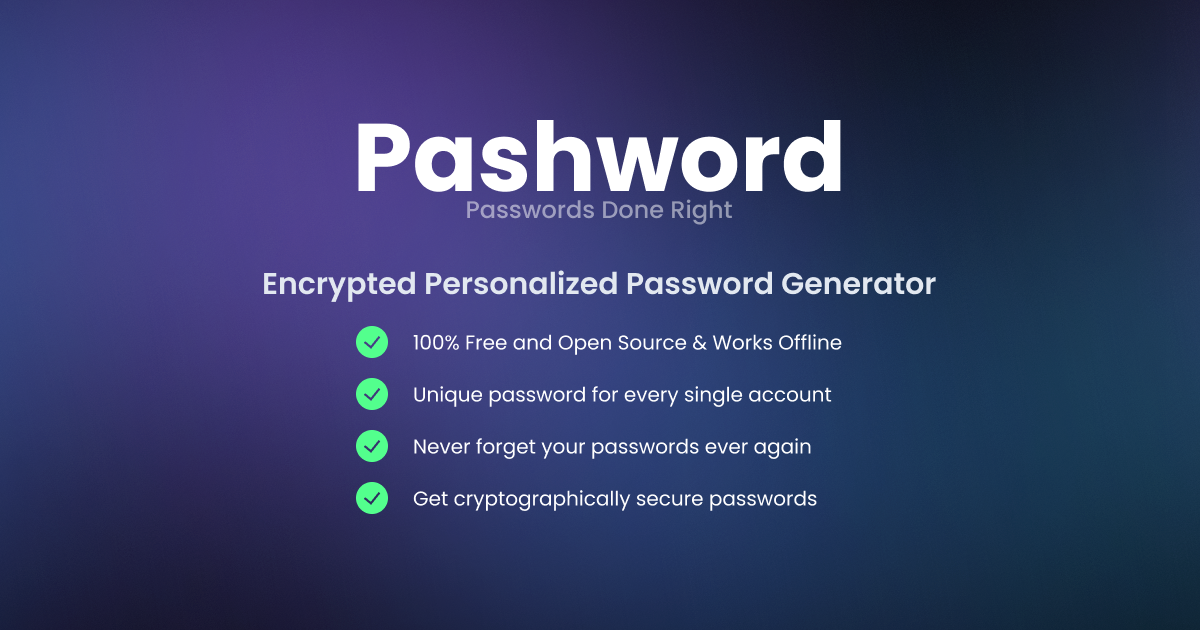 Pashword
Passwords Done Right
Encrypted Personalized Password Generator
100% Free and Open Source & Works Offline
Unique password for every single account
Never forget your passwords ever again
Get cryptographically secure passwords